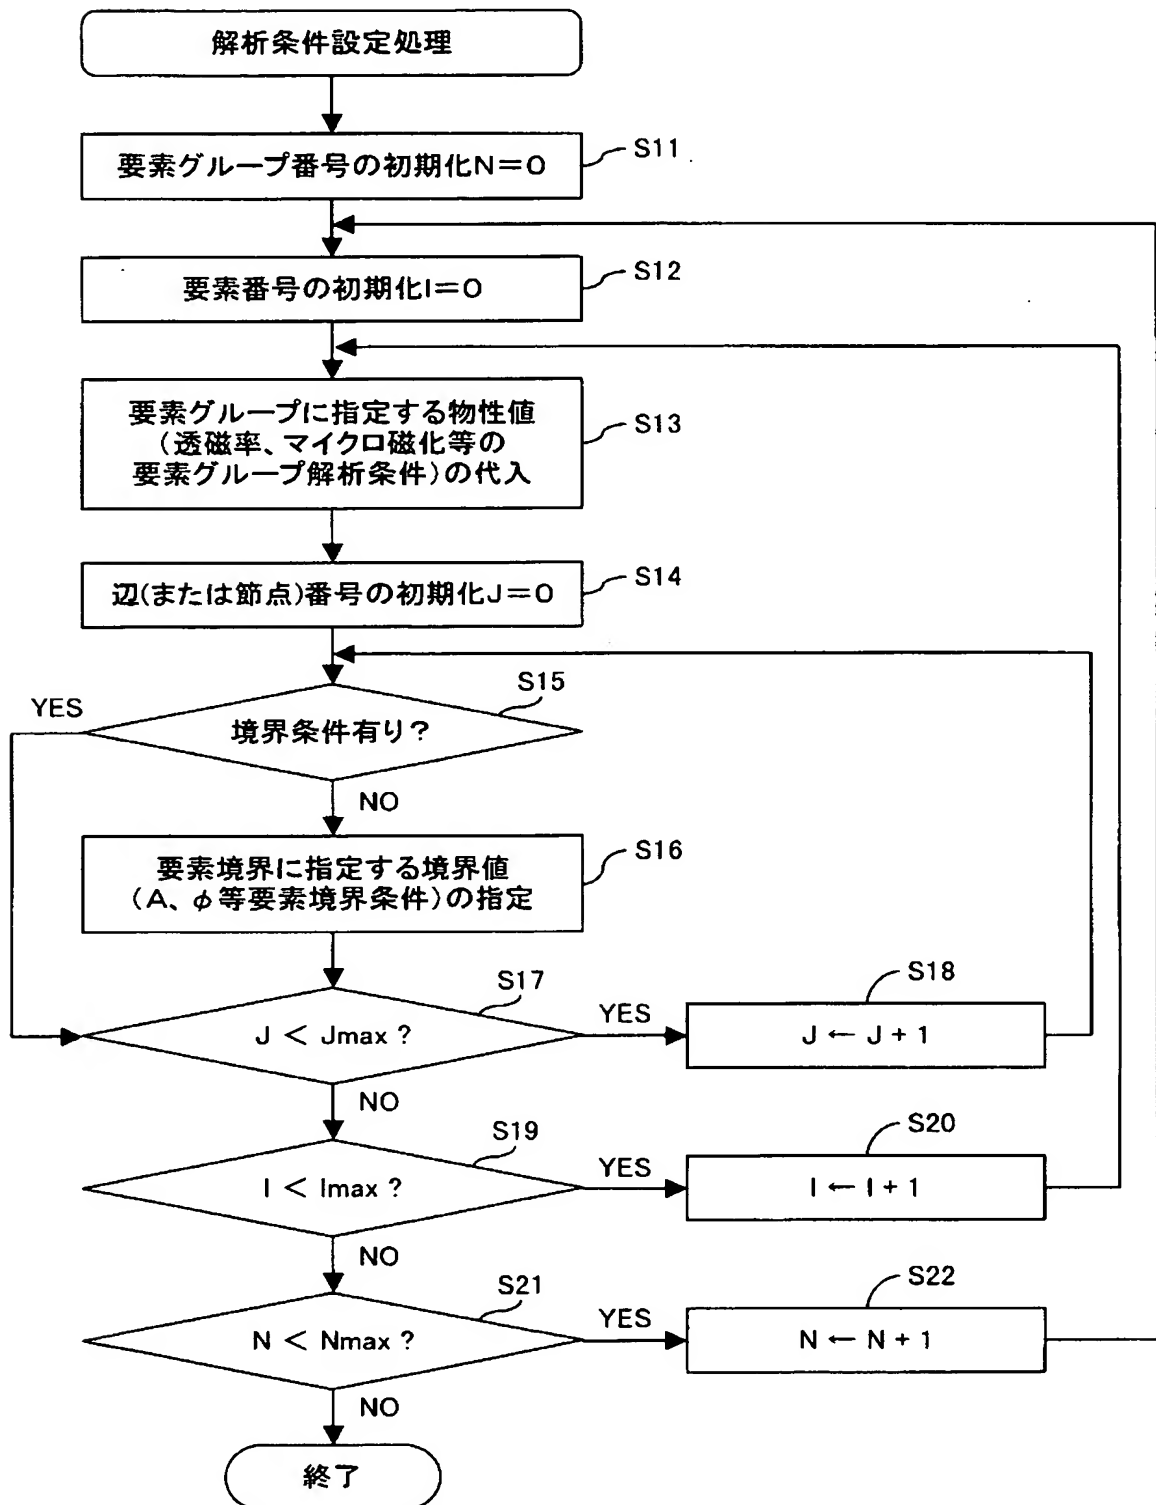 解析条件設定処理
要素グループ番号の初期化N=0
S11
要素番号の初期化I=0
S12
要素グループに指定する物性値
(透磁率、マイクロ磁化等の
要素グループ解析条件)の代入
S13
辺(または節点)番号の初期化J=0
S14
S15
YES
境界条件有り?
NO
要素境界に指定する境界値
(A、φ等要素境界条件)の指定
S16
S17
J < Jmax ?
YES
S18
J ← J + 1
NO
S19
I < Imax ?
YES
S20
I ← I + 1
NO
S21
N < Nmax ?
YES
S22
N ← N + 1
NO
終了